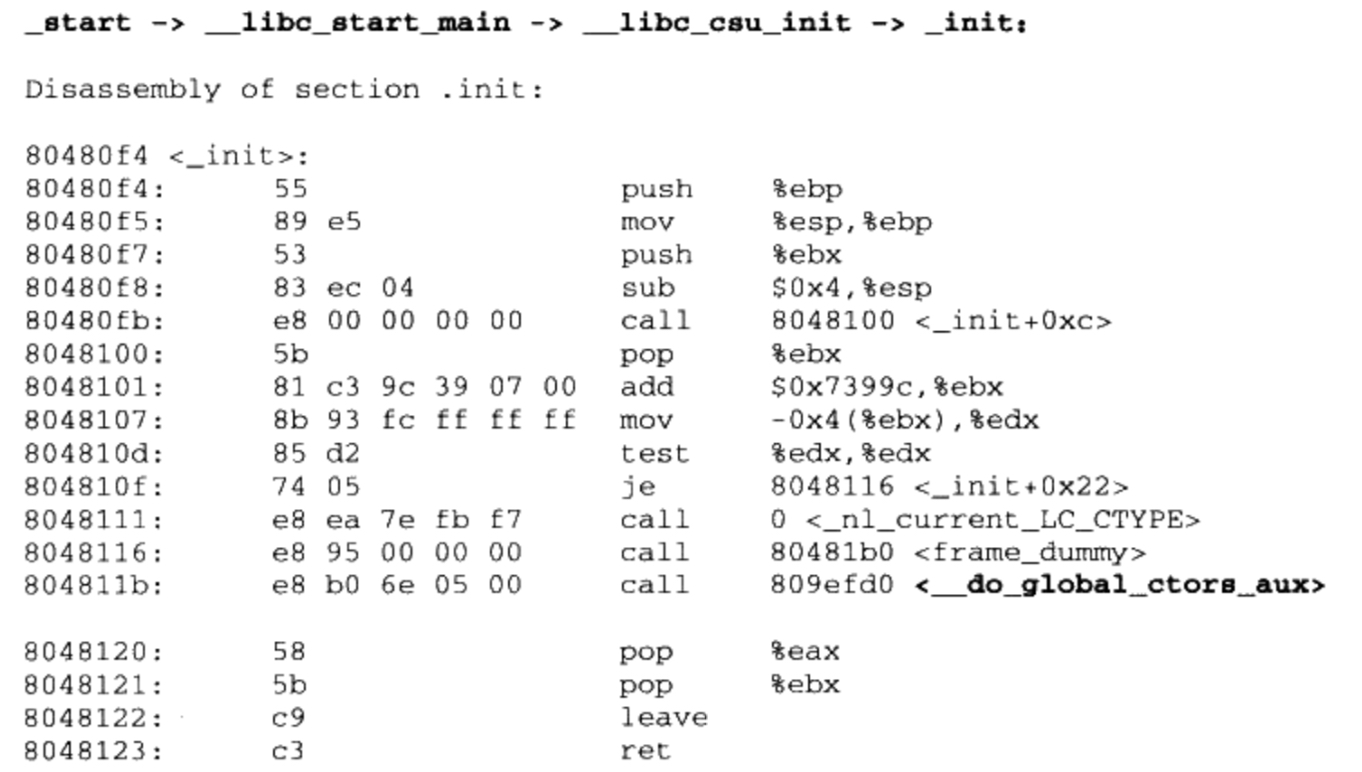 _start -> __libc_start_main -> __libc_csu_init -> _init:
Disassembly of section .init:
80480f4 <_init>:
80480f4: 55 push %ebp
80480f5: 89 e5 mov %esp,%ebp
80480f7: 53 push %ebx
80480f8: 83 ec 04 sub $0x4,%esp
80480fb: e8 00 00 00 00 call 8048100 <_init+0xc>
8048100: 5b pop %ebx
8048101: 81 c3 9c 39 07 00 add $0x7399c,%ebx
8048107: 8b 93 fc ff ff ff mov -0x4(%ebx),%edx
804810d: 85 d2 test %edx,%edx
804810f: 74 05 je 8048116 <_init+0x22>
8048111: e8 ea 7e fb f7 call 0 <_nl_current_LC_CTYPE>
8048116: e8 95 00 00 00 call 80481b0 <frame_dummy>
804811b: e8 b0 6e 05 00 call 809efd0 <__do_global_ctors_aux>
8048120: 58 pop %eax
8048121: 5b pop %ebx
8048122: c9 leave
8048123: c3 ret